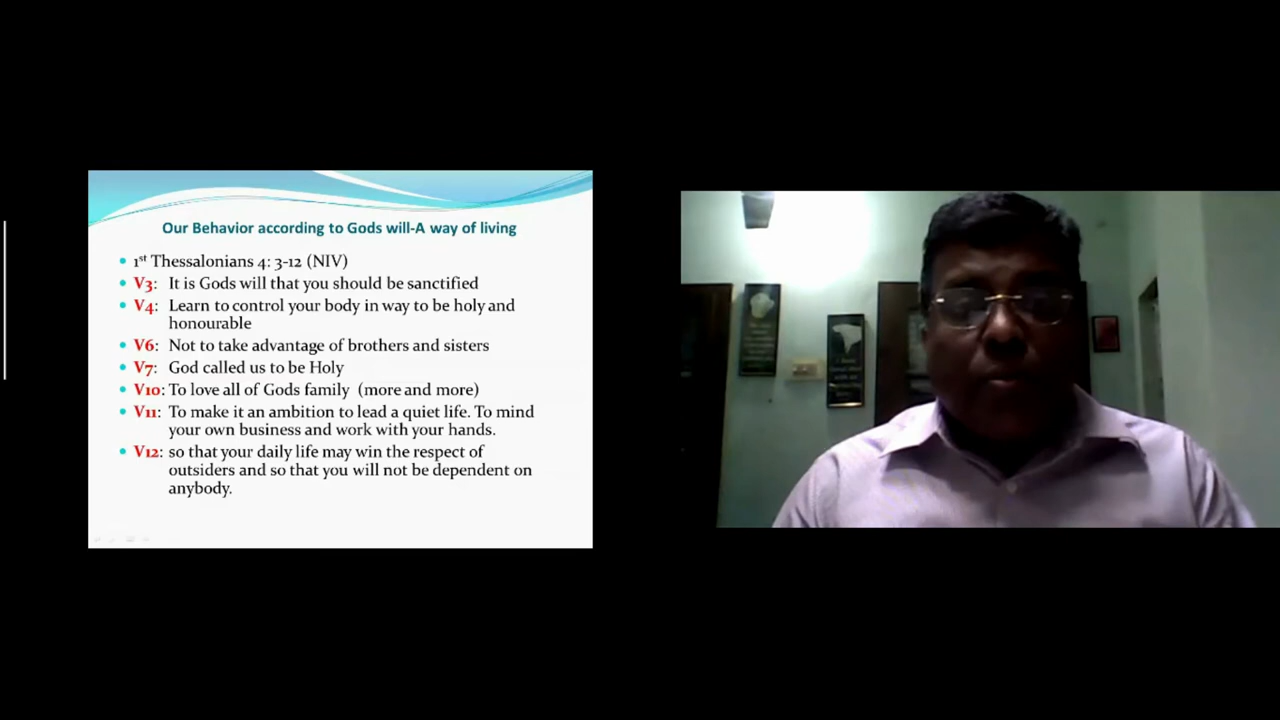 Our Behavior according to Gods will-A way of living
1st Thessalonians 4: 3-12 (NIV)
V3: It is Gods will that you should be sanctified
V4: Learn to control your body in way to be holy and
honourable
V6: Not to take advantage of brothers and sisters
V7: God called us to be Holy
V10: To love all of Gods family (more and more)
V11: To make it an ambition to lead a quiet life. To mind
your own business and work with your hands.
V12: so that your daily life may win the respect of
outsiders and so that you will not be dependent on
anybody.